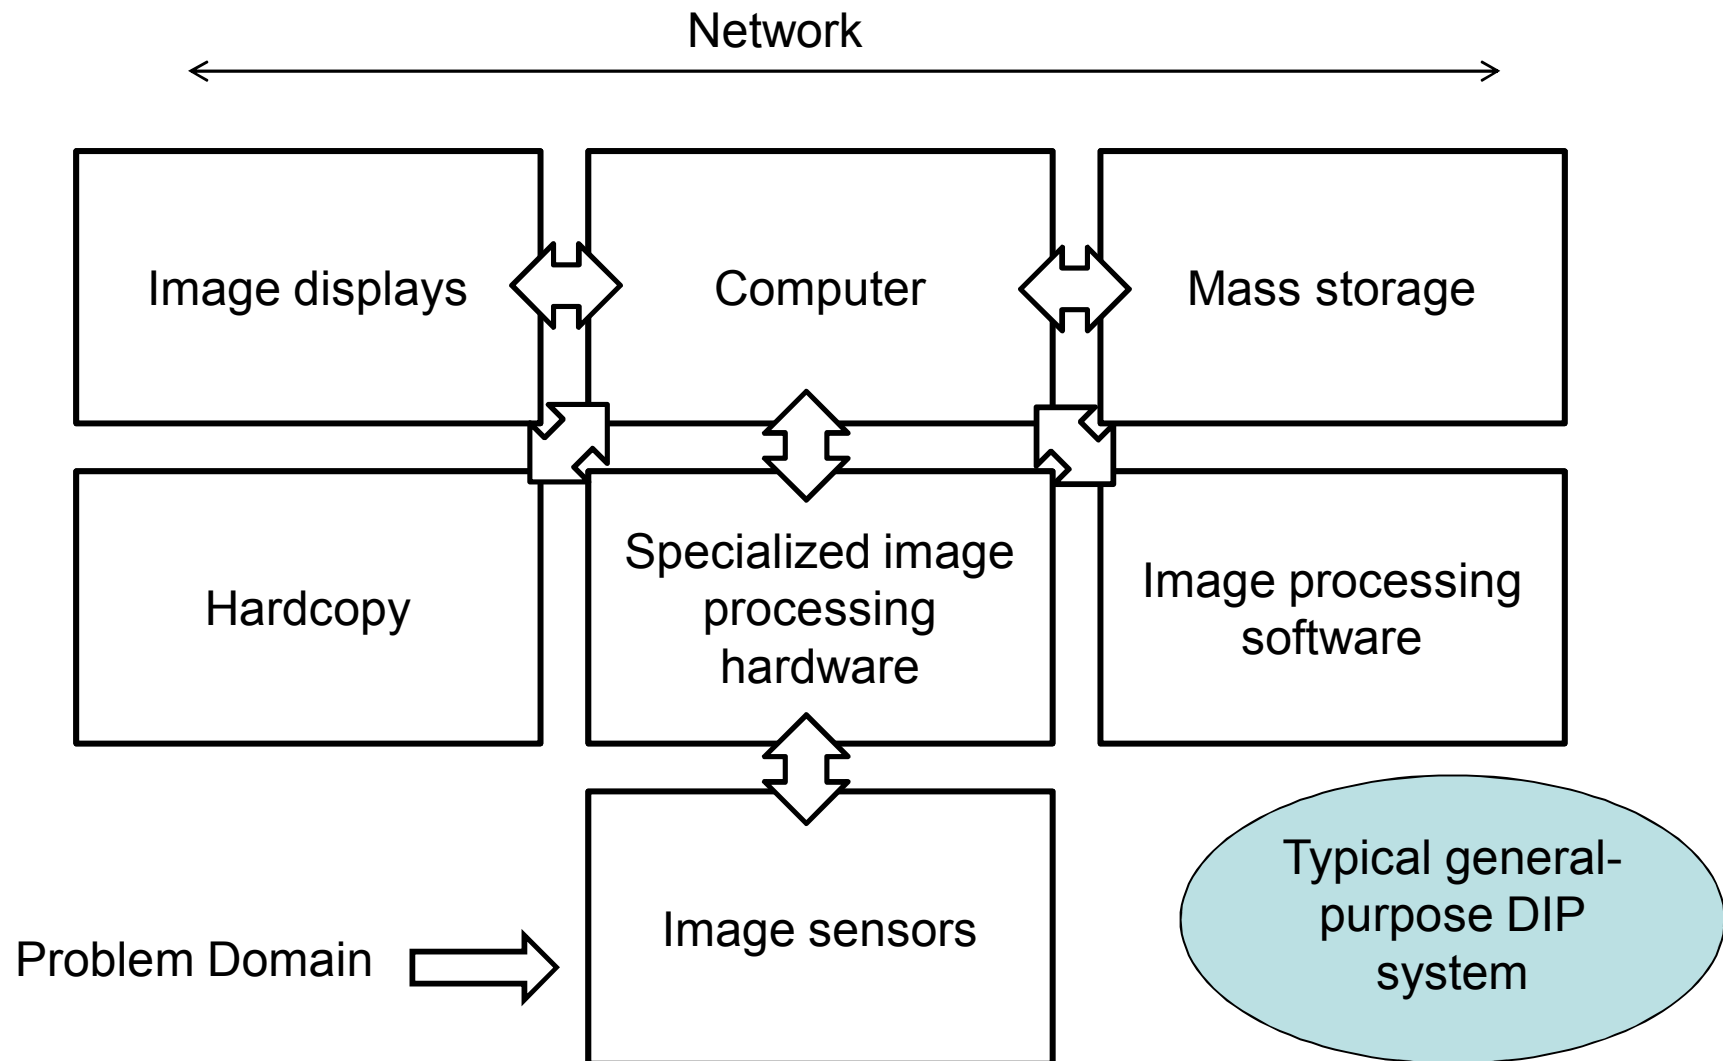 Network
Image displays
Computer
Mass storage
Hardcopy
Specialized image
processing
hardware
Image processing
software
Image sensors
Problem Domain
Typical general-
purpose DIP
system